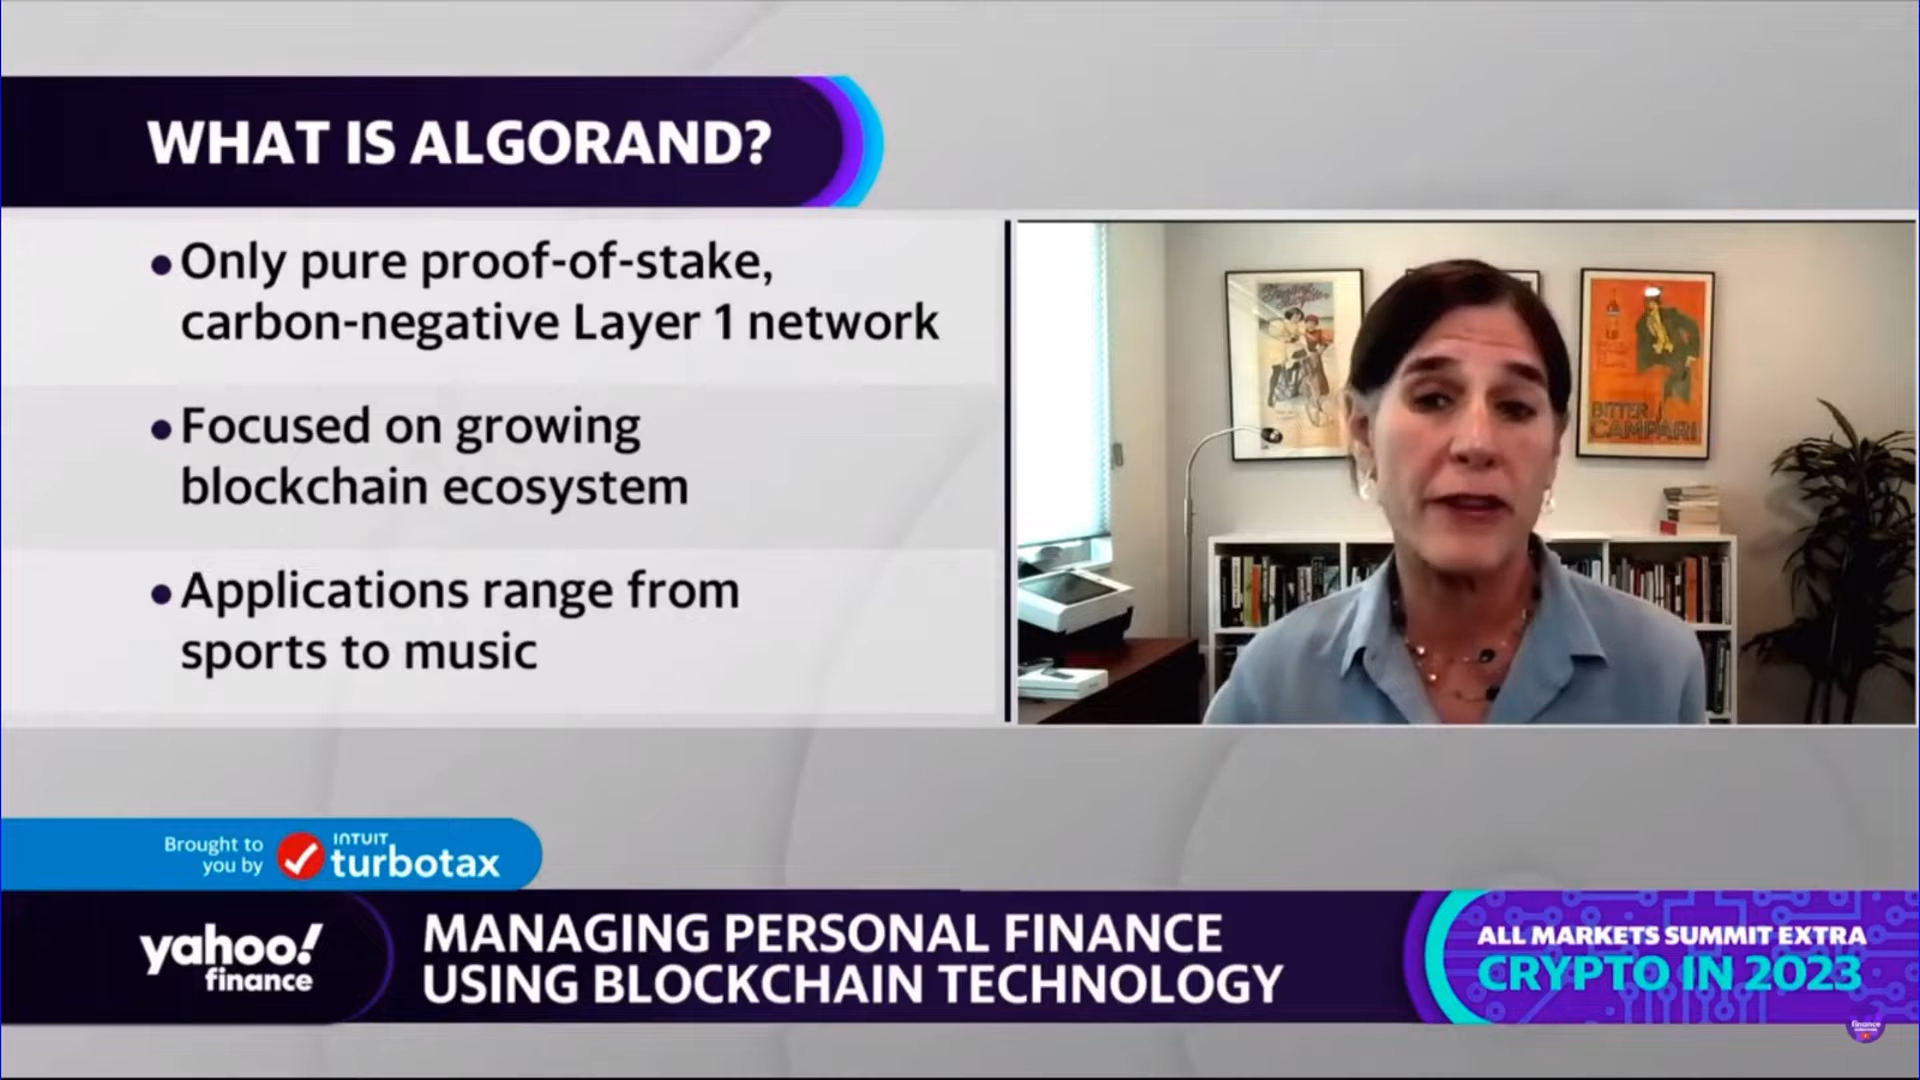 WHAT IS ALGORAND?
• Only pure proof-of-stake,
carbon-negative Layer 1 network
• Focused on growing
blockchain ecosystem
• Applications range from
sports to music
BITTER
CAMPARI
Brought to
you by
INTUIT
turbotax
yahoo!
finance
MANAGING PERSONAL FINANCE
USING BLOCKCHAIN TECHNOLOGY
ALL MARKETS SUMMIT EXTRA
CRYPTO IN 2023
finance